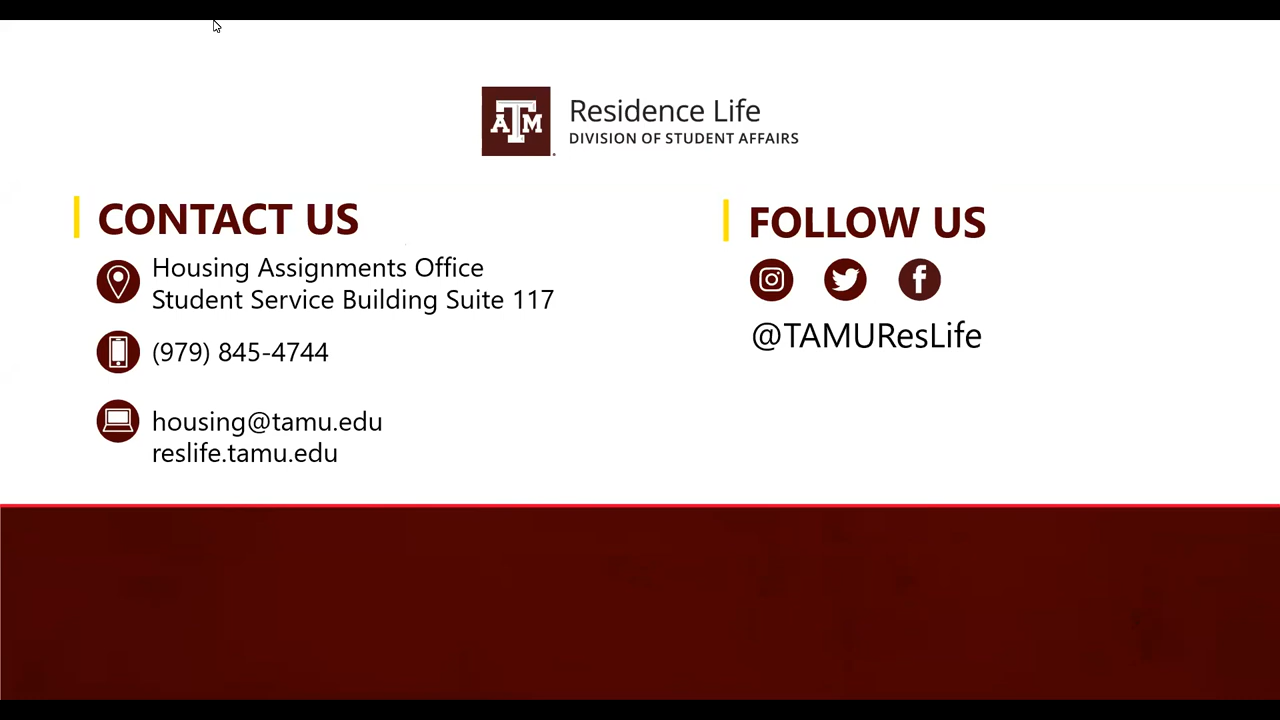 ATM
Residence Life
DIVISION OF STUDENT AFFAIRS
CONTACT US
Housing Assignments Office
Student Service Building Suite 117
(979) 845-4744
housing@tamu.edu
reslife.tamu.edu
FOLLOW US
@TAMUResLife